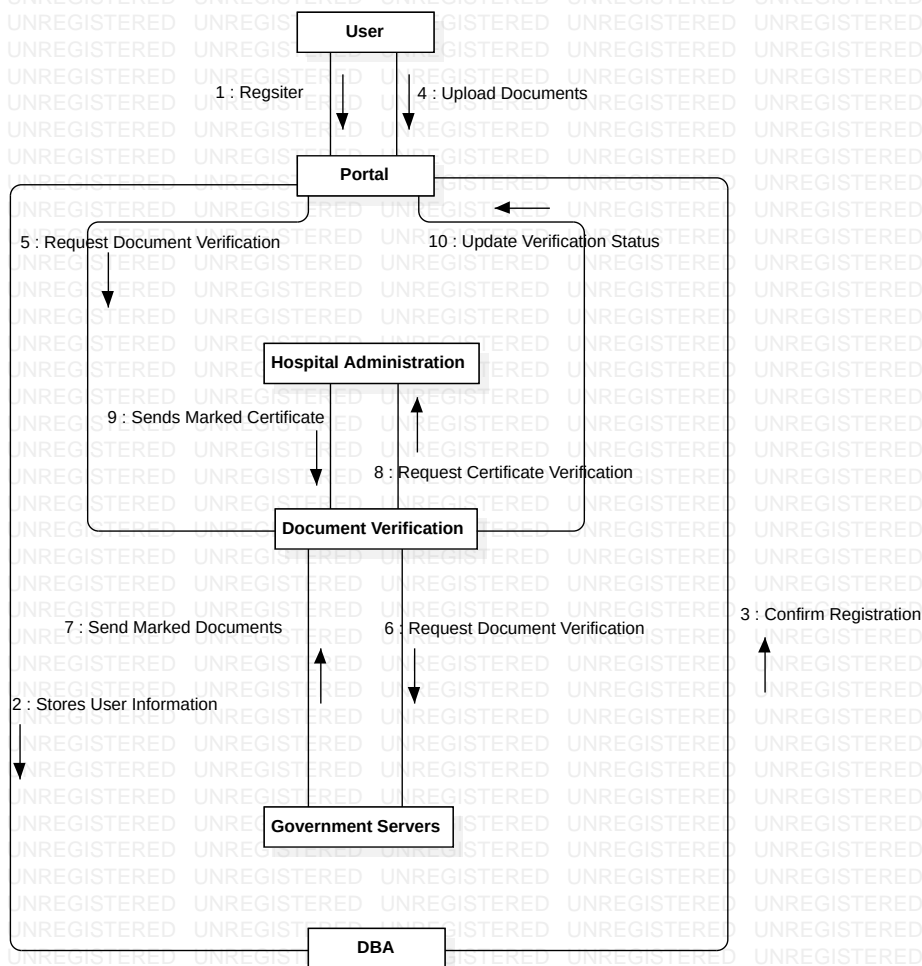 User
1 : Regsiter
4 : Upload Documents
Portal
5 : Request Document Verification
10 : Update Verification Status
Hospital Administration
9 : Sends Marked Certificate
8 : Request Certificate Verification
Document Verification
7 : Send Marked Documents
6 : Request Document Verification
3 : Confirm Registration
2 : Stores User Information
Government Servers
DBA
UNREGISTERED